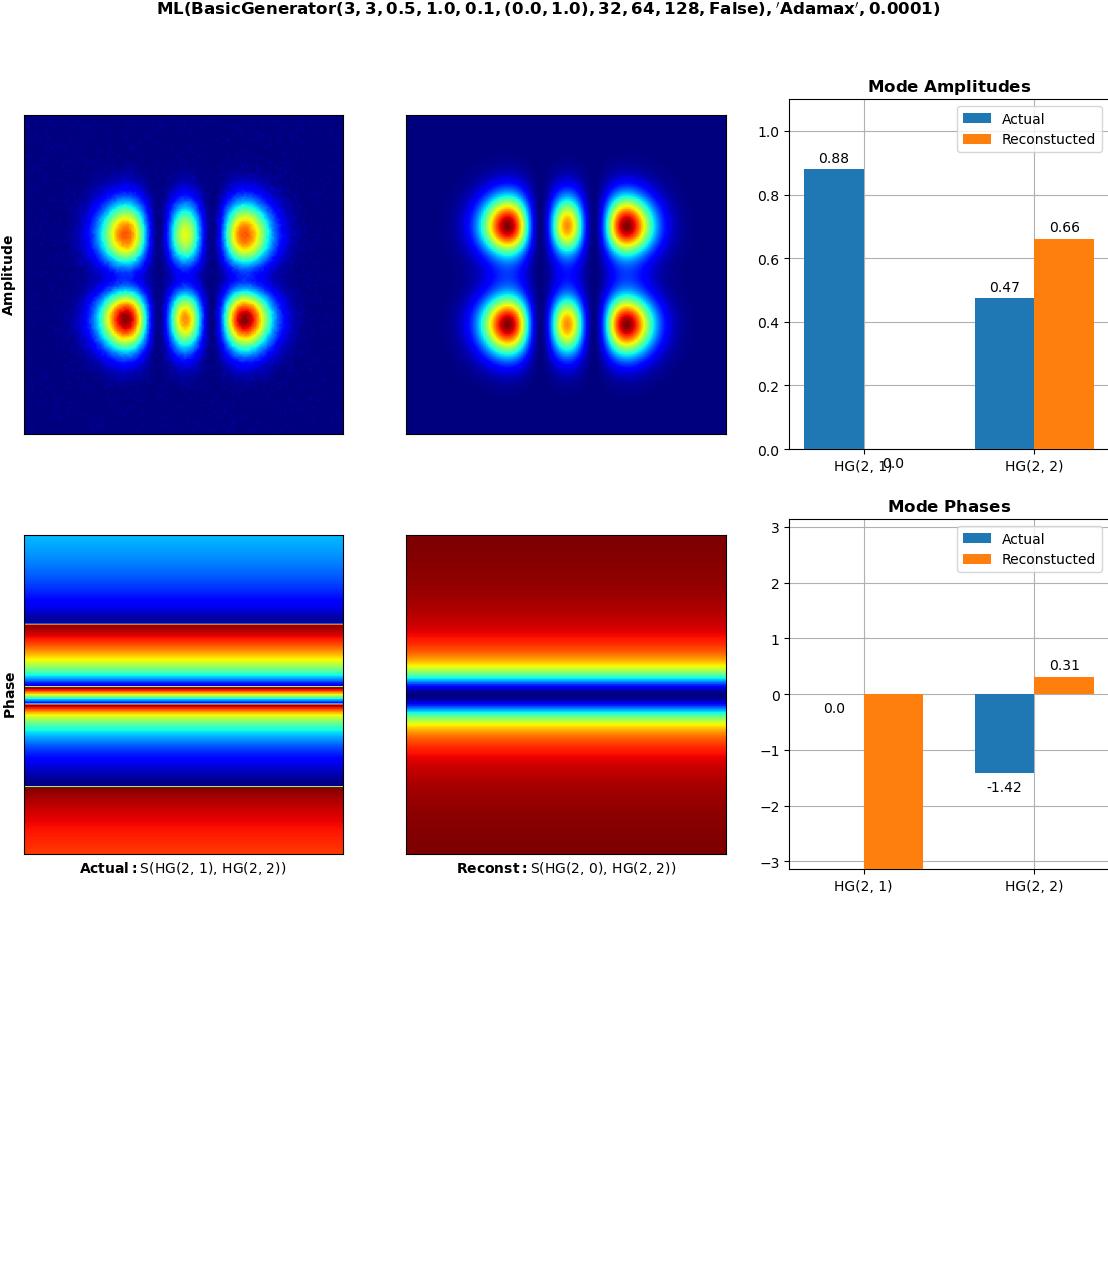 ML(BasicGenerator(3, 3, 0.5, 1.0, 0.1, (0.0, 1.0), 32, 64, 128, False), ′Adamax′, 0.0001)
Mode Amplitudes
Actual
Reconstucted
1.0
0.8
0.6
0.4
0.2
0.0
0.88
0.0
0.47
0.66
HG(2, 1)
HG(2, 2)
Amplitude
Mode Phases
Actual
Reconstucted
3
2
1
0
−1
−2
−3
0.0
-1.42
0.31
HG(2, 1)
HG(2, 2)
Phase
Actual: S(HG(2, 1), HG(2, 2))
Reconst: S(HG(2, 0), HG(2, 2))